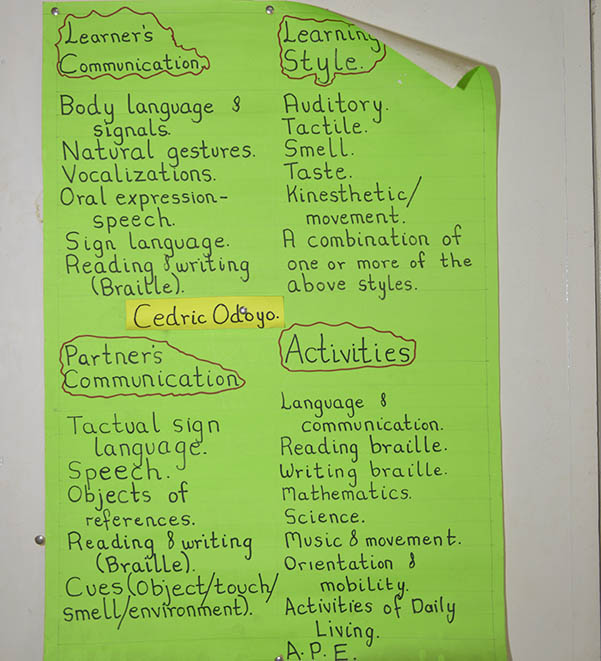 Learner's
Communication.
Body language &
signals.
Natural gestures.
Vocalizations.
Oral expression-
speech.
Sign language.
Reading & writing
(Braille).
Learning
Style.
Auditory.
Tactile.
Smell.
Taste.
Kinesthetic/
movement.
A combination of
one or more of the
above styles.
Cedric Odoyo.
Partner's
Communication
Tactual sign
language.
Speech.
Objects of
references.
Reading & writing
(Braille).
Cues(Object/touch/
smell/environment).
Activities
Language &
communication.
Reading braille.
Writing braille.
Mathematics.
Science.
Music & movement.
Orientation &
mobility.
Activities of Daily
Living.
A.P.E.